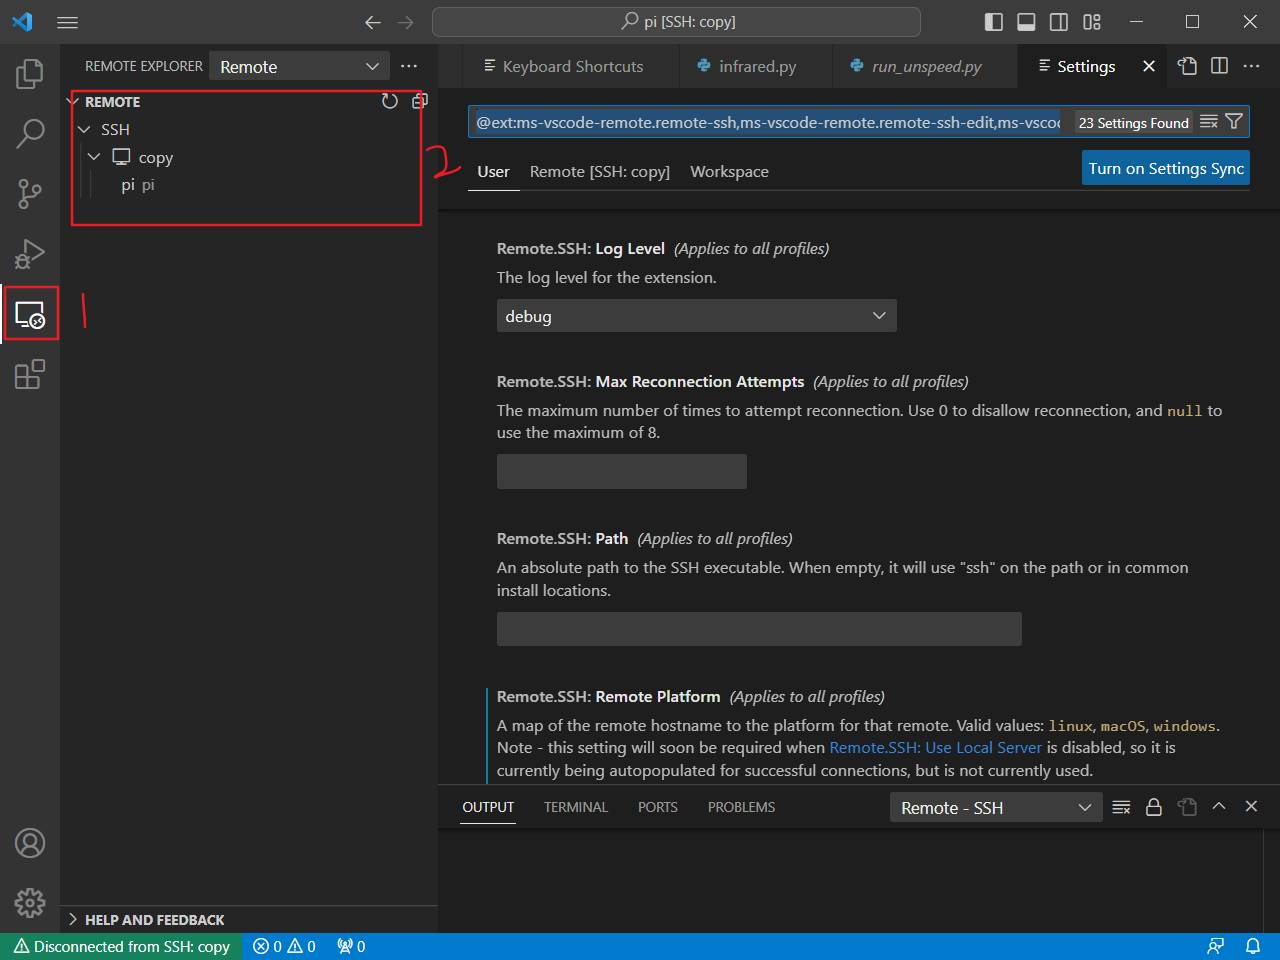 pi [SSH: copy]
REMOTE EXPLORER
Remote
Keyboard Shortcuts
infrared.py
run_unspeed.py
Settings
REMOTE
SSH
copy
pi pi
1
2
@ext:ms-vscode-remote.remote-ssh,ms-vscode-remote.remote-ssh-edit,ms-vscod
23 Settings Found
User
Remote [SSH: copy]
Workspace
Turn on Settings Sync
Remote.SSH: Log Level (Applies to all profiles)
The log level for the extension.
debug
Remote.SSH: Max Reconnection Attempts (Applies to all profiles)
The maximum number of times to attempt reconnection. Use 0 to disallow reconnection, and null to
use the maximum of 8.
Remote.SSH: Path (Applies to all profiles)
An absolute path to the SSH executable. When empty, it will use "ssh" on the path or in common
install locations.
Remote.SSH: Remote Platform (Applies to all profiles)
A map of the remote hostname to the platform for that remote. Valid values: linux, macOS, windows.
Note - this setting will soon be required when Remote.SSH: Use Local Server is disabled, so it is
currently being autopopulated for successful connections, but is not currently used.
OUTPUT
TERMINAL
PORTS
PROBLEMS
Remote - SSH
HELP AND FEEDBACK
Disconnected from SSH: copy
0
0
0